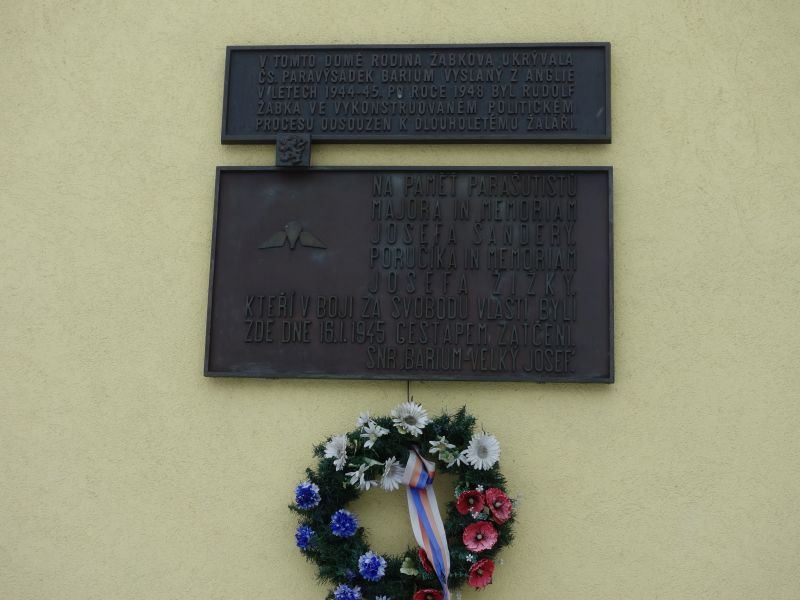 V TOMTO DOMĚ RODINA ŽABKOVA UKRÝVALA
ČS. PARAVÝSADEK BARIUM VYSLANÝ Z ANGLIE
V LETECH 1944-45. PO ROCE 1948 BYL RUDOLF
ŽABKA VE VYKONSTRUOVANÉM POLITICKÉM
PROCESU ODSOUZEN K DLOUHOLETÉMU ŽALÁŘI.
NA PAMĚŤ PARAŠUTISTŮ
MAJORA IN MEMORIAM
JOSEFA ŠANDERY,
PORUČÍKA IN MEMORIAM
JOSEFA ŽIŽKY,
KTEŘÍ V BOJI ZA SVOBODU VLASTI BYLI
ZDE DNE 16.1.1945 GESTAPEM ZATČENI.
SNR. BARIUM-VELKÝ JOSEF.